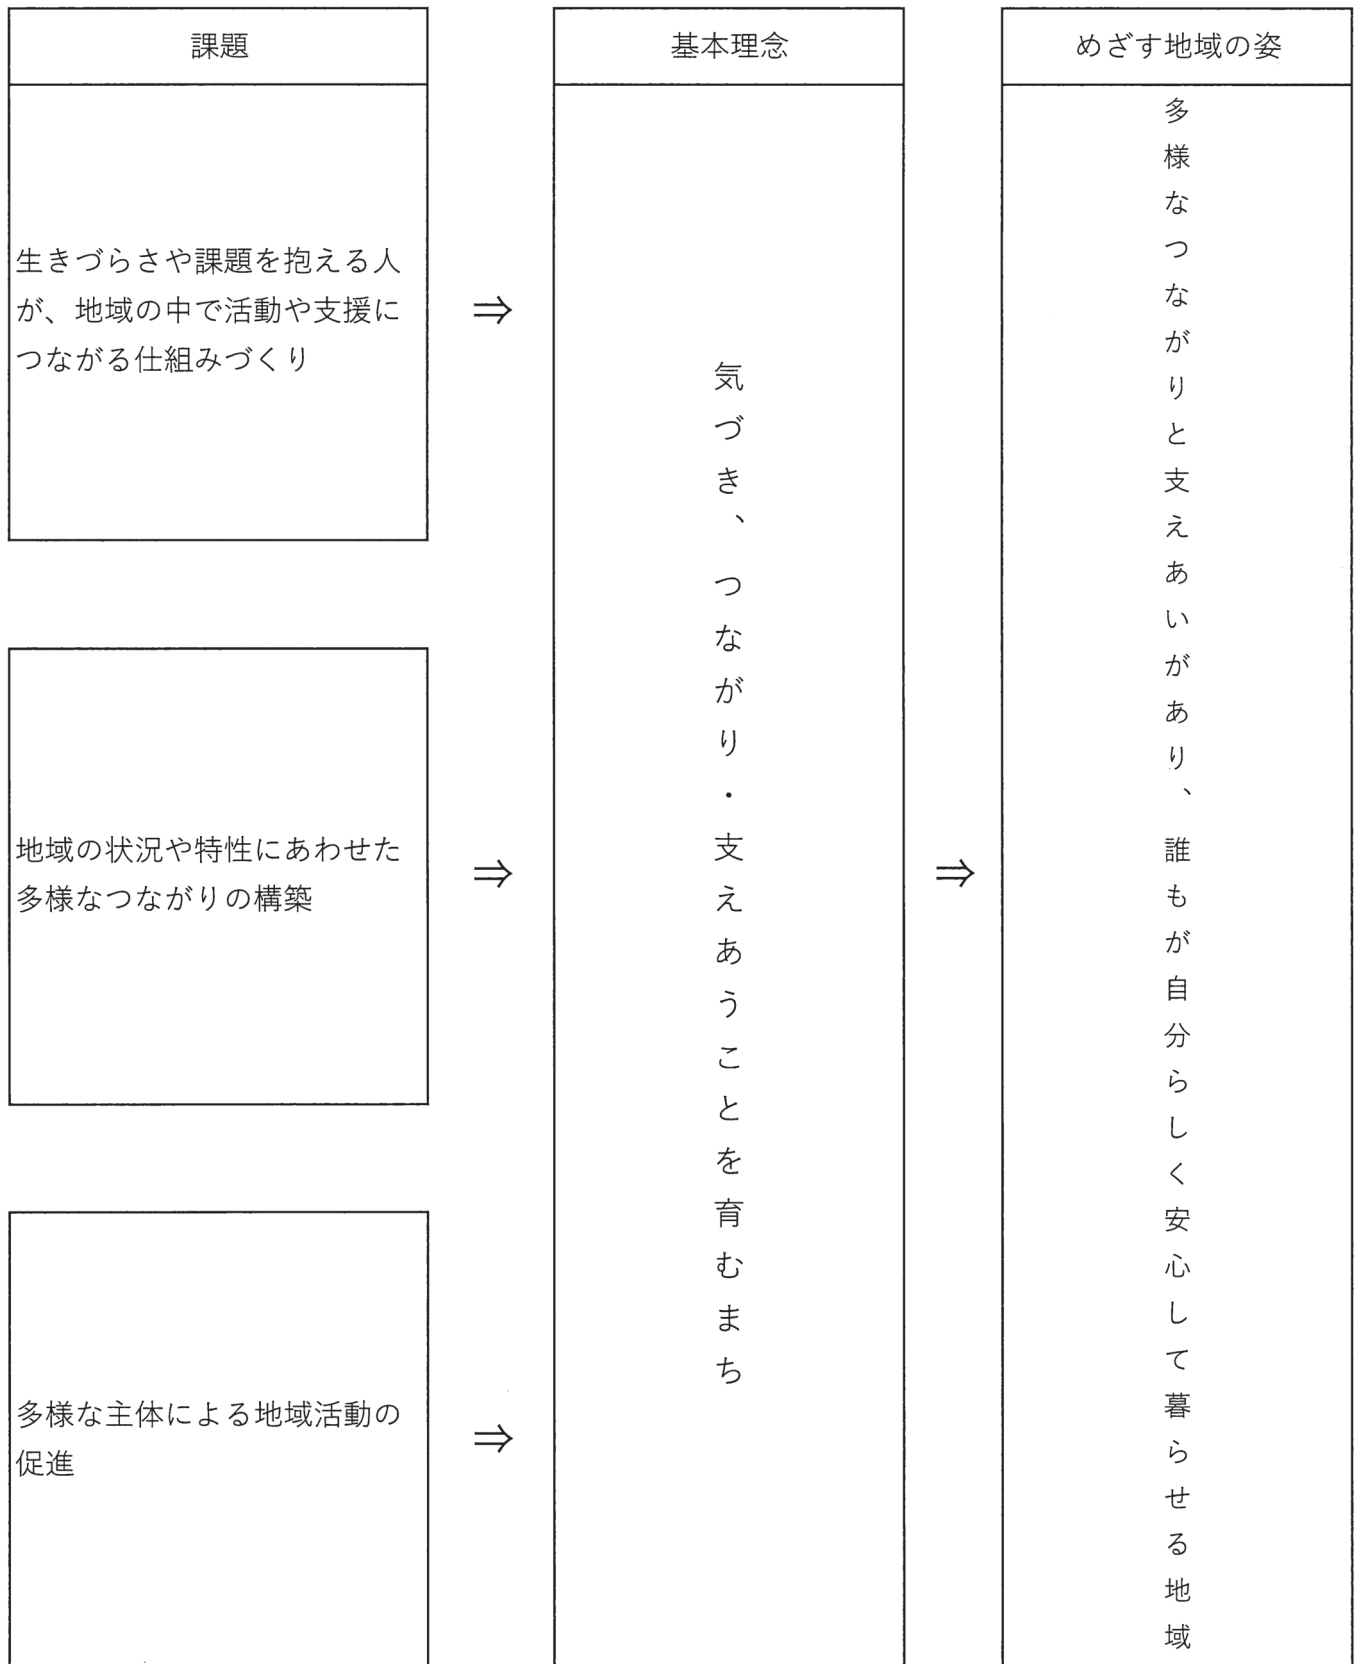 課題
生きづらさや課題を抱える人
が、地域の中で活動や支援に
つながる仕組みづくり
⇒
地域の状況や特性にあわせた
多様なつながりの構築
⇒
多様な主体による地域活動の
促進
⇒
基本理念
気づき、つながり・支えあうことを育むまち
⇒
めざす地域の姿
多様なつながりと支えあいがあり、誰もが自分らしく安心して暮らせる地域